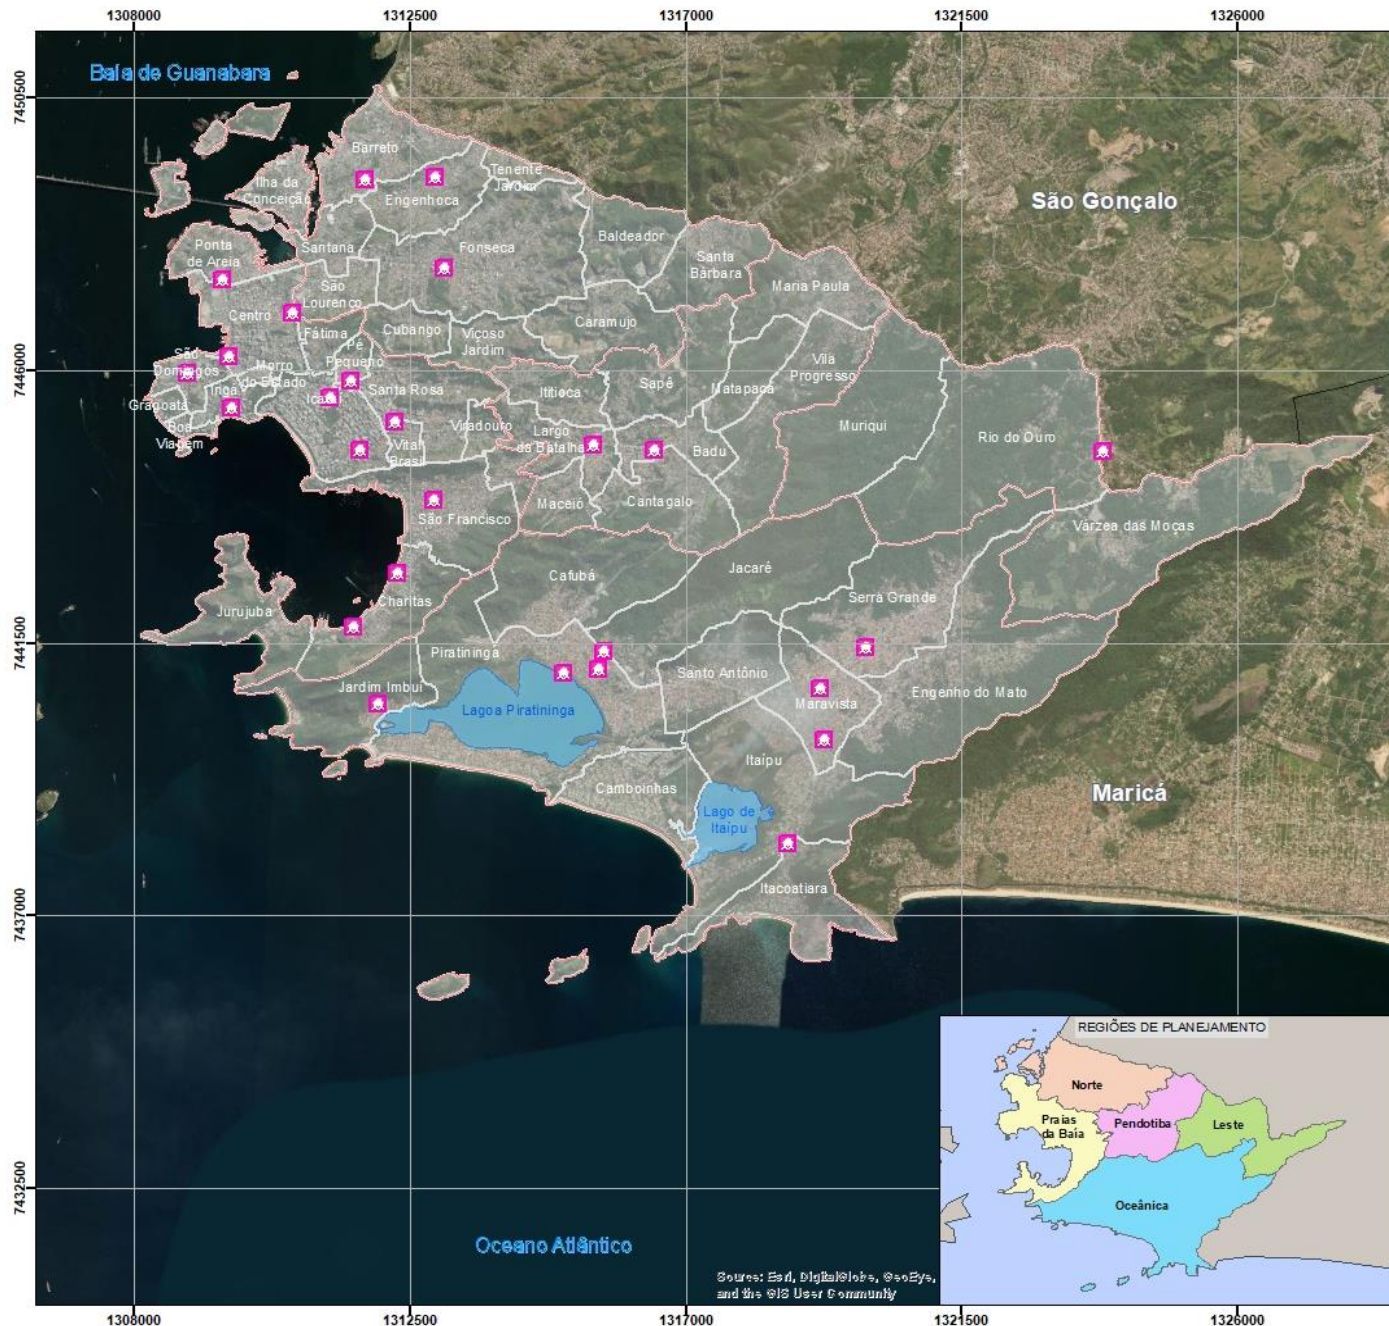 1308000
1312500
1317000
1321500
1326000
Baía de Guanabara
7450500
7450500
Barreto
Tenente
Jardim
Ilha da
Conceição
Engenhoca
São Gonçalo
Ponta
de Areia
Santana
Fonseca
Baldeador
Santa
Bárbara
São
Lourenço
Maria Paula
Centro
Fátima
Cubango
Viçoso
Jardim
Caramujo
Pé
Pequeno
São
Domingos
Morro
do Estado
7446000
Vila
Progresso
Ingá
Icaraí
Santa Rosa
Ititioca
Sapê
Matapaca
Gragoatá
Boa
Viagem
Vital
Brasil
Viradouro
Largo
da Batalha
Badu
Muriqui
Rio do Ouro
Maceió
Cantagalo
São Francisco
Várzea das Moças
Cafubá
Jacaré
Charitas
Serra Grande
Jurujuba
7441500
Piratininga
Santo Antônio
Jardim Imbuí
Engenho do Mato
Lagoa Piratininga
Maravista
Itaipu
Camboinhas
Maricá
Lago de
Itaípu
Itacoatiara
7437000
REGIÕES DE PLANEJAMENTO
Norte
Praias
da Baía
Pendotiba
Leste
Oceânica
7432500
Oceano Atlântico
Source: Esri, DigitalGlobe, GeoEye,
and the GIS User Community
1308000
1312500
1317000
1321500
1326000